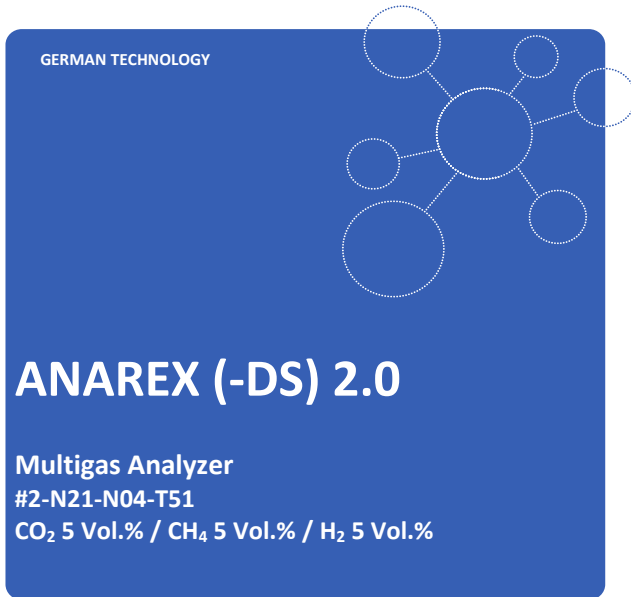 GERMAN TECHNOLOGY
ANAREX (-DS) 2.0
Multigas Analyzer
#2-N21-N04-T51
CO₂ 5 Vol.% / CH₄ 5 Vol.% / H₂ 5 Vol.%